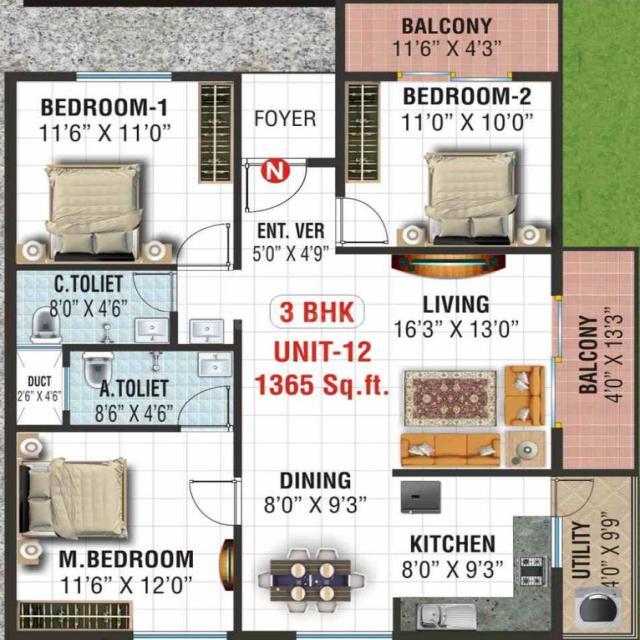 BALCONY
11'6" X 4'3"
BEDROOM-1
11'6" X 11'0"
FOYER
BEDROOM-2
11'0" X 10'0"
N
ENT. VER
5'0" X 4'9"
C.TOLIET
8'0" X 4'6"
3 BHK
UNIT-12
1365 Sq.ft.
LIVING
16'3" X 13'0"
BALCONY
4'0" X 13'3"
DUCT
2'6" X 4'6"
A.TOLIET
8'6" X 4'6"
DINING
8'0" X 9'3"
M.BEDROOM
11'6" X 12'0"
KITCHEN
8'0" X 9'3"
UTILITY
4'0" X 9'9"